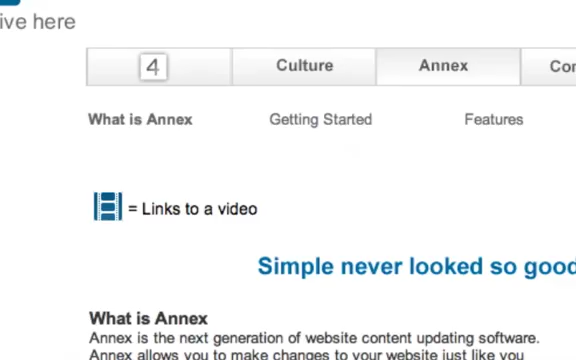 ive here
4 Culture Annex Con
What is Annex Getting Started Features
= Links to a video
Simple never looked so good
What is Annex
Annex is the next generation of website content updating software.
Annex allows you to make changes to your website just like you